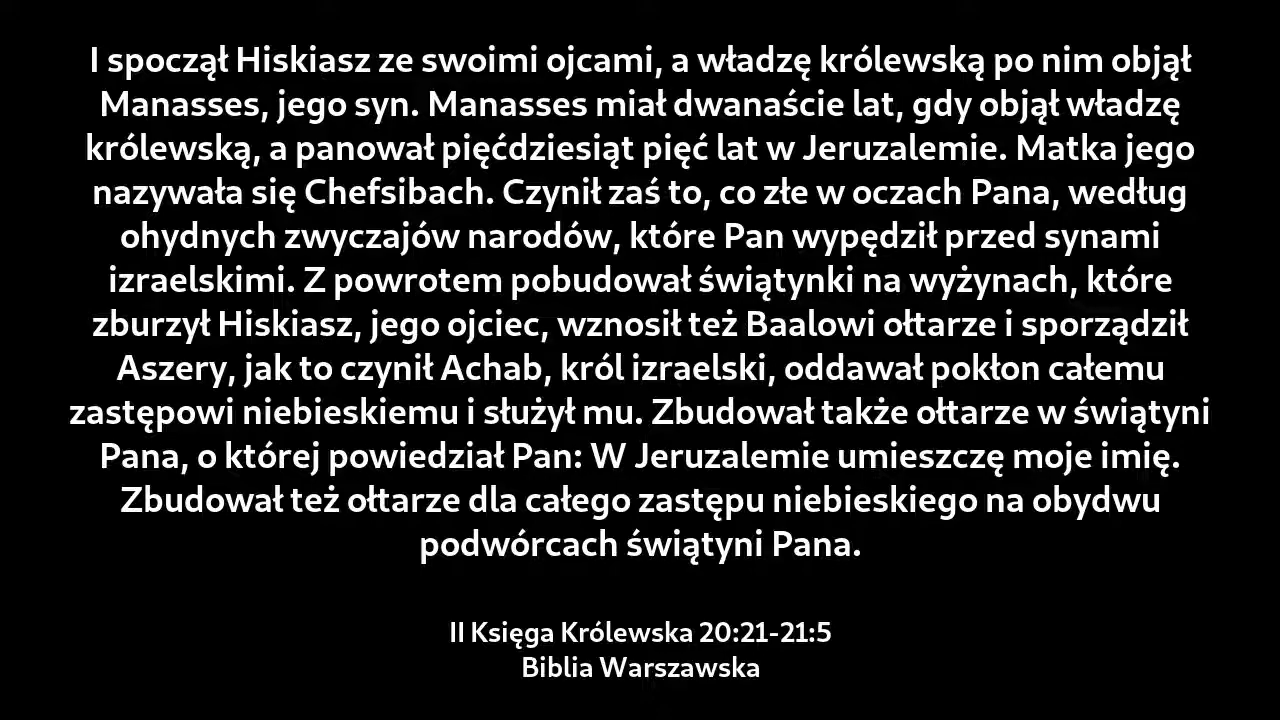 I spoczął Hiskiasz ze swoimi ojcami, a władzę królewską po nim objął
Manasses, jego syn. Manasses miał dwanaście lat, gdy objął władzę
królewską, a panował pięćdziesiąt pięć lat w Jeruzalemie. Matka jego
nazywała się Chefsibach. Czynił zaś to, co złe w oczach Pana, według
ohydnych zwyczajów narodów, które Pan wypędził przed synami
izraelskimi. Z powrotem pobudował świątynki na wyżynach, które
zburzył Hiskiasz, jego ojciec, wznosił też Baalowi ołtarze i sporządził
Aszery, jak to czynił Achab, król izraelski, oddawał pokłon całemu
zastępowi niebieskiemu i służył mu. Zbudował także ołtarze w świątyni
Pana, o której powiedział Pan: W Jeruzalemie umieszczę moje imię.
Zbudował też ołtarze dla całego zastępu niebieskiego na obydwu
podwórcach świątyni Pana.
II Księga Królewska 20:21-21:5
Biblia Warszawska